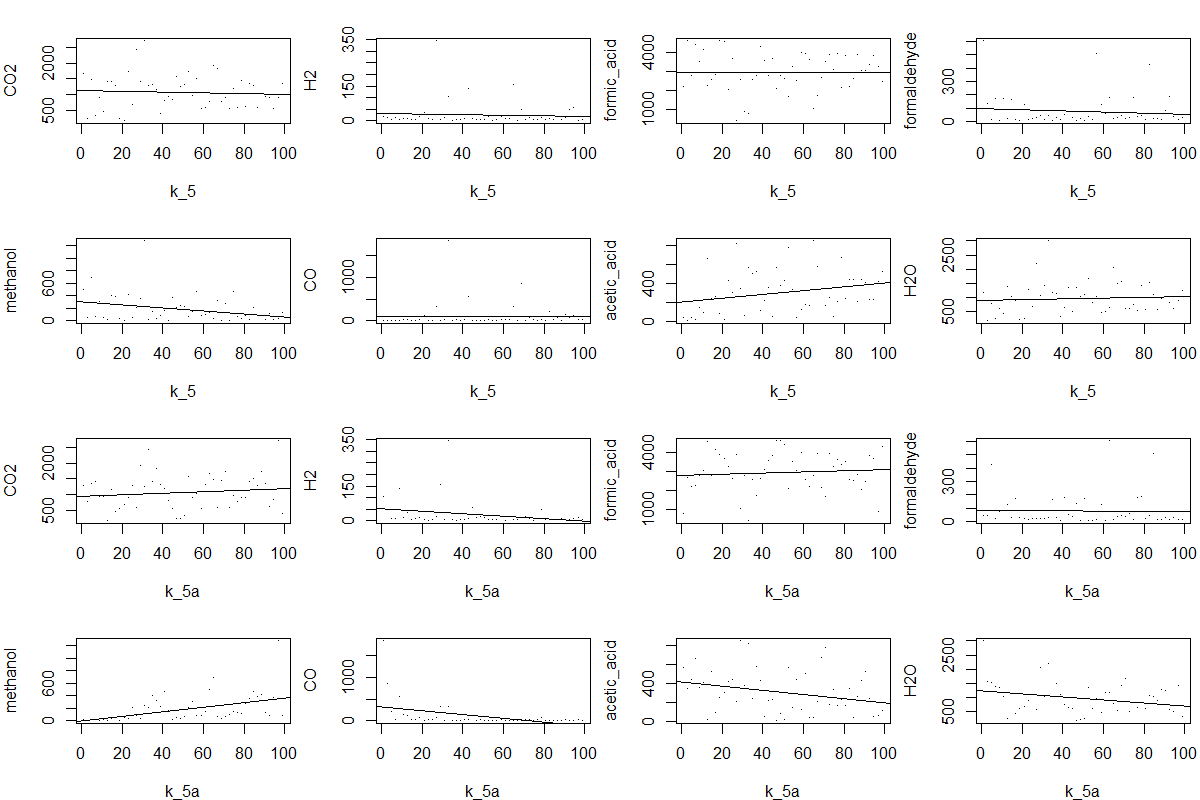 CO2 500 2000 0 20 40 60 80 100 k_5
H2 0 150 350 0 20 40 60 80 100 k_5
formic_acid 1000 4000 0 20 40 60 80 100 k_5
formaldehyde 0 300 0 20 40 60 80 100 k_5
methanol 0 600 0 20 40 60 80 100 k_5
CO 0 1000 0 20 40 60 80 100 k_5
acetic_acid 0 400 0 20 40 60 80 100 k_5
H2O 500 2500 0 20 40 60 80 100 k_5
CO2 500 2000 0 20 40 60 80 100 k_5a
H2 0 150 350 0 20 40 60 80 100 k_5a
formic_acid 1000 4000 0 20 40 60 80 100 k_5a
formaldehyde 0 300 0 20 40 60 80 100 k_5a
methanol 0 600 0 20 40 60 80 100 k_5a
CO 0 1000 0 20 40 60 80 100 k_5a
acetic_acid 0 400 0 20 40 60 80 100 k_5a
H2O 500 2500 0 20 40 60 80 100 k_5a